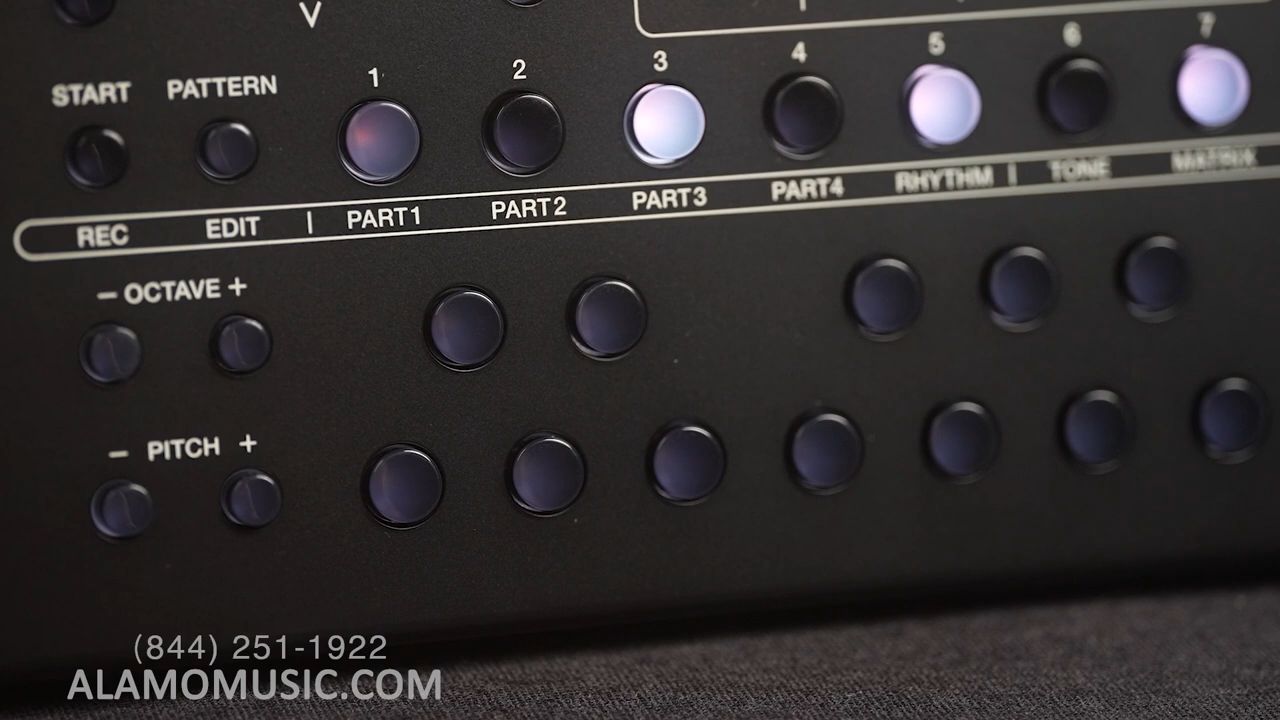 START PATTERN 1 2 3 4 5 6 7
REC EDIT | PART1 PART2 PART3 PART4 RHYTHM | TONE MATRIX
– OCTAVE +
– PITCH +
(844) 251-1922
ALAMOMUSIC.COM